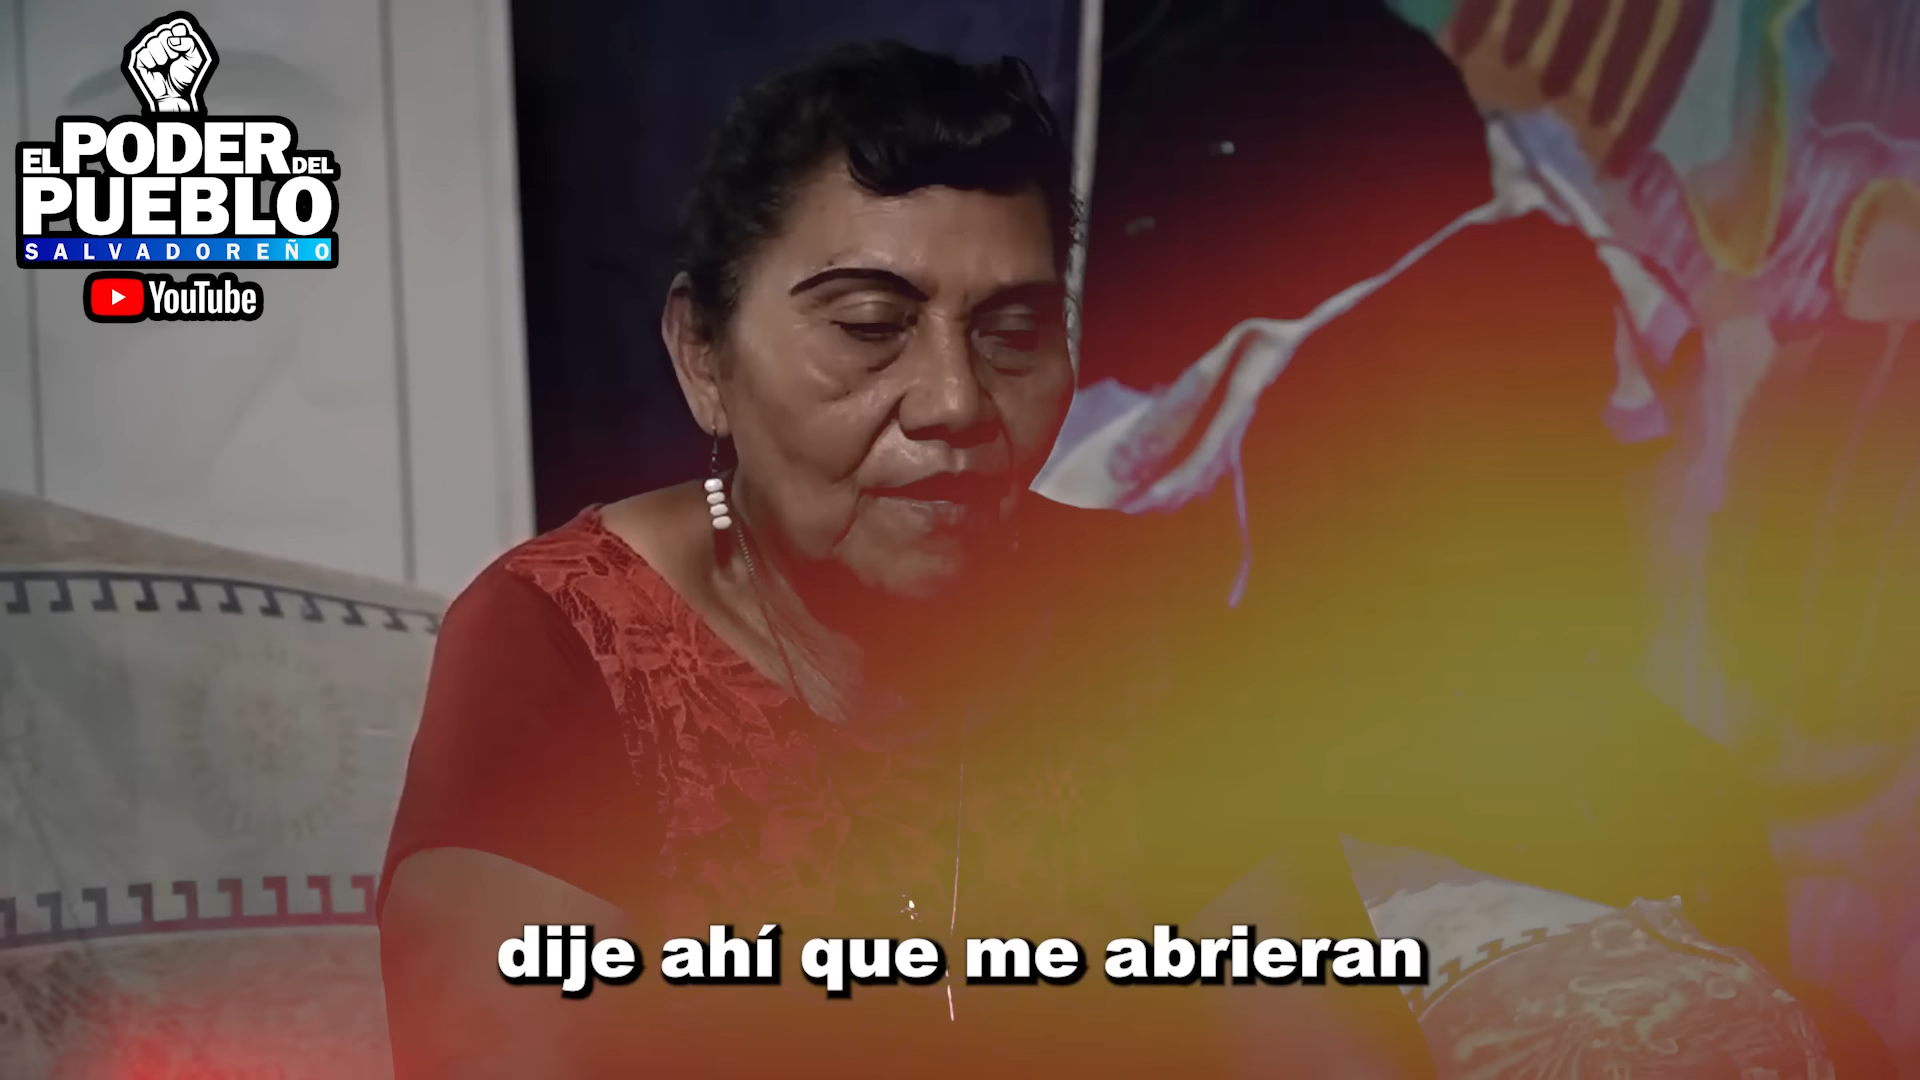 EL PODER DEL
PUEBLO
SALVADOREÑO
YouTube
dije ahí que me abrieran